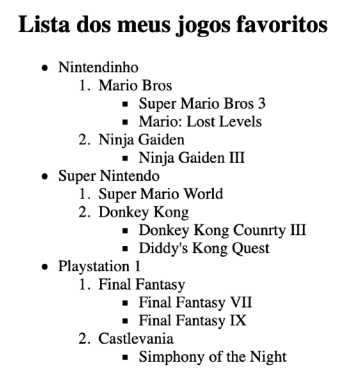 Lista dos meus jogos favoritos
• Nintendinho
1. Mario Bros
▪ Super Mario Bros 3
▪ Mario: Lost Levels
2. Ninja Gaiden
▪ Ninja Gaiden III
• Super Nintendo
1. Super Mario World
2. Donkey Kong
▪ Donkey Kong Counrty III
▪ Diddy's Kong Quest
• Playstation 1
1. Final Fantasy
▪ Final Fantasy VII
▪ Final Fantasy IX
2. Castlevania
▪ Simphony of the Night